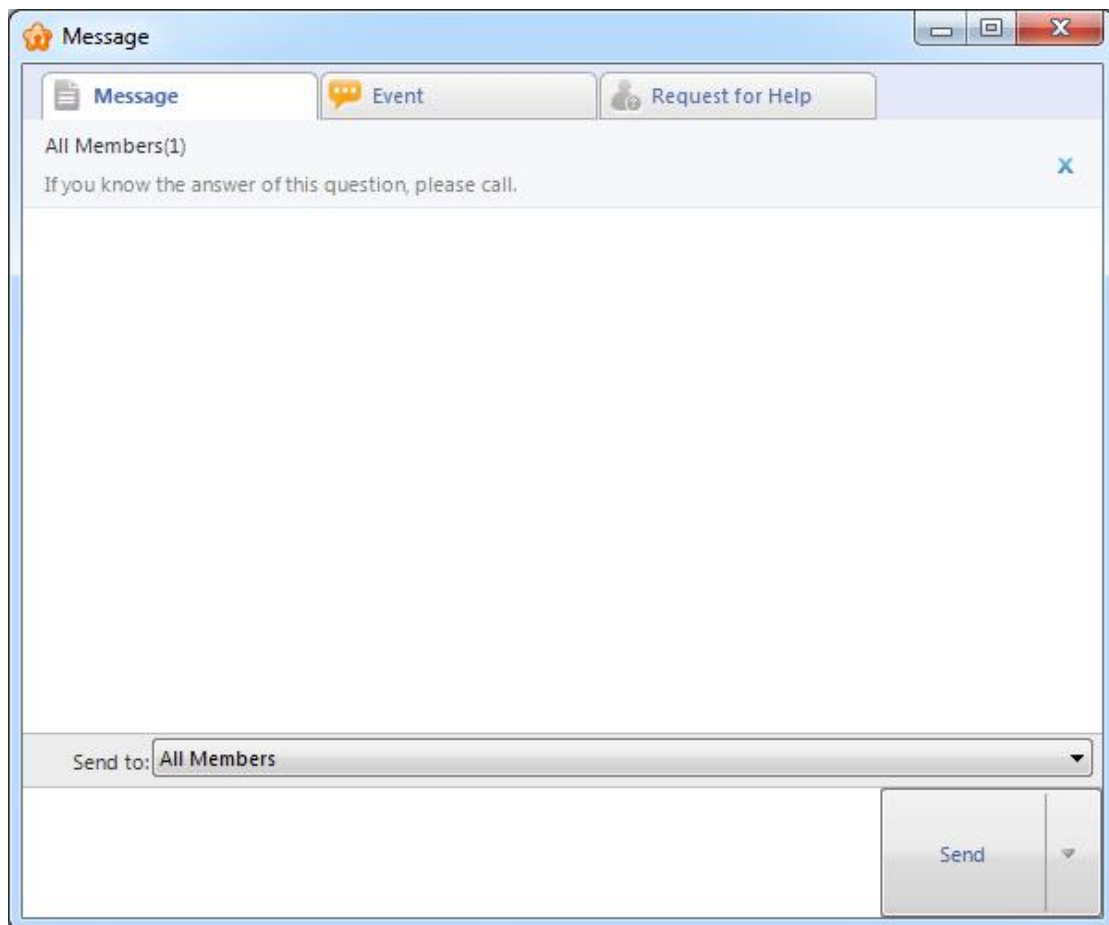 Message
Message
Event
Request for Help
All Members(1)
x
If you know the answer of this question, please call.
Send to:
All Members
Send